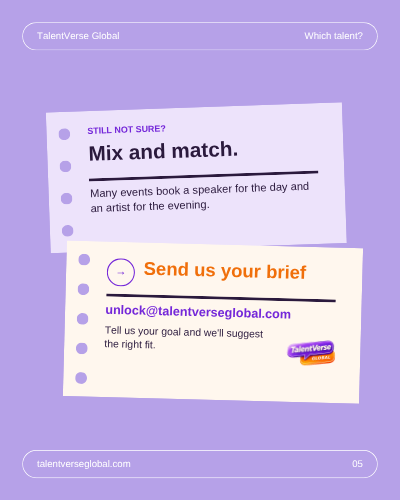 TalentVerse Global
Which talent?
STILL NOT SURE?
Mix and match.
Many events book a speaker for the day and
an artist for the evening.
→ Send us your brief
unlock@talentverseglobal.com
Tell us your goal and we'll suggest
the right fit.
TalentVerse
GLOBAL
talentverseglobal.com
05